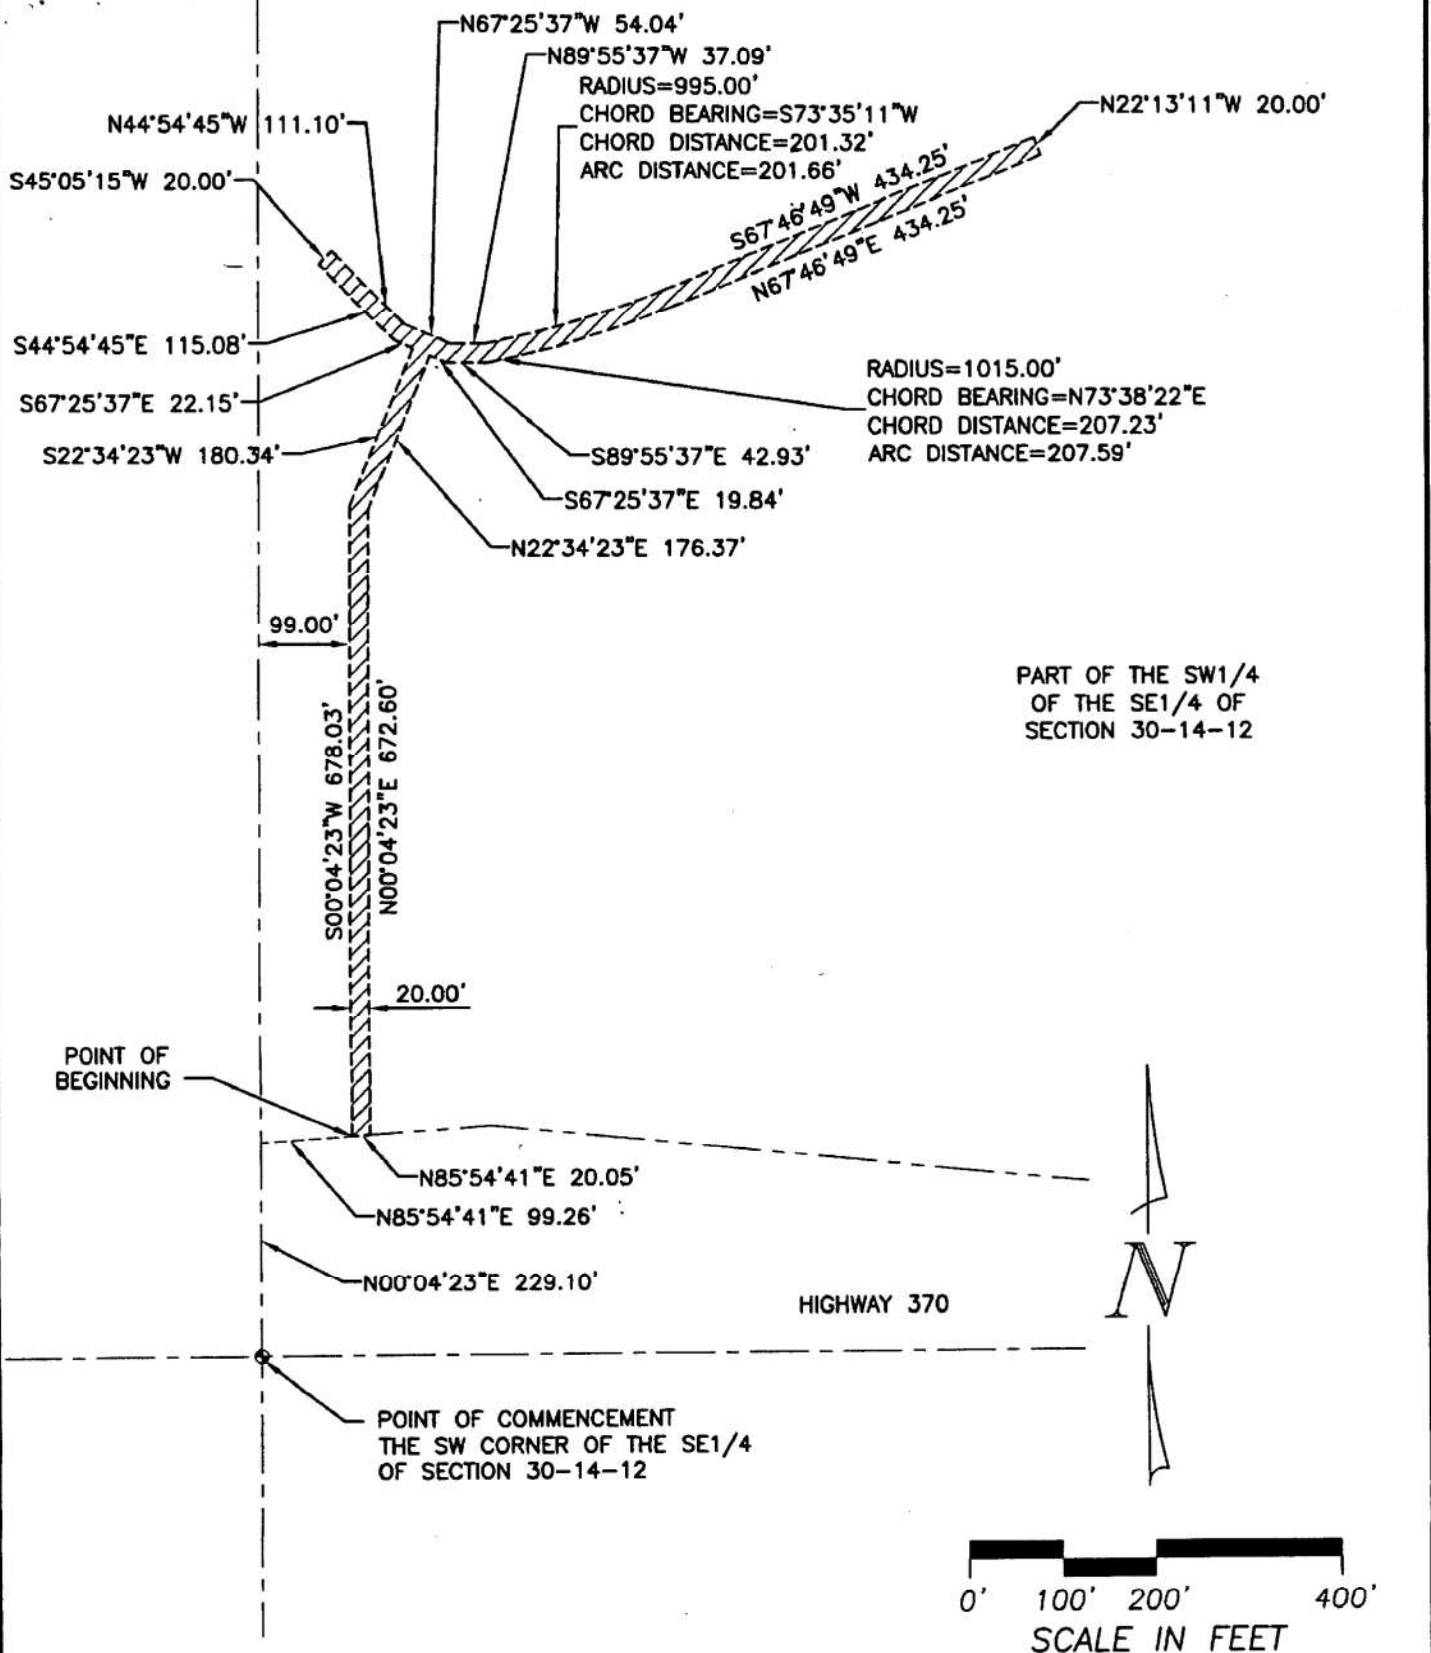 N67°25'37"W 54.04'
N89°55'37"W 37.09'
RADIUS=995.00'
CHORD BEARING=S73°35'11"W
CHORD DISTANCE=201.32'
ARC DISTANCE=201.66'
N22°13'11"W 20.00'
N44°54'45"W 111.10'
S45°05'15"W 20.00'
S67°46'49"W 434.25'
N67°46'49"E 434.25'
S44°54'45"E 115.08'
S67°25'37"E 22.15'
S22°34'23"W 180.34'
RADIUS=1015.00'
CHORD BEARING=N73°38'22"E
CHORD DISTANCE=207.23'
ARC DISTANCE=207.59'
S89°55'37"E 42.93'
S67°25'37"E 19.84'
N22°34'23"E 176.37'
99.00'
PART OF THE SW1/4
OF THE SE1/4 OF
SECTION 30-14-12
S00°04'23"W 678.03'
N00°04'23"E 672.60'
20.00'
POINT OF
BEGINNING
N85°54'41"E 20.05'
N85°54'41"E 99.26'
N00°04'23"E 229.10'
HIGHWAY 370
N
POINT OF COMMENCEMENT
THE SW CORNER OF THE SE1/4
OF SECTION 30-14-12
0' 100' 200' 400'
SCALE IN FEET